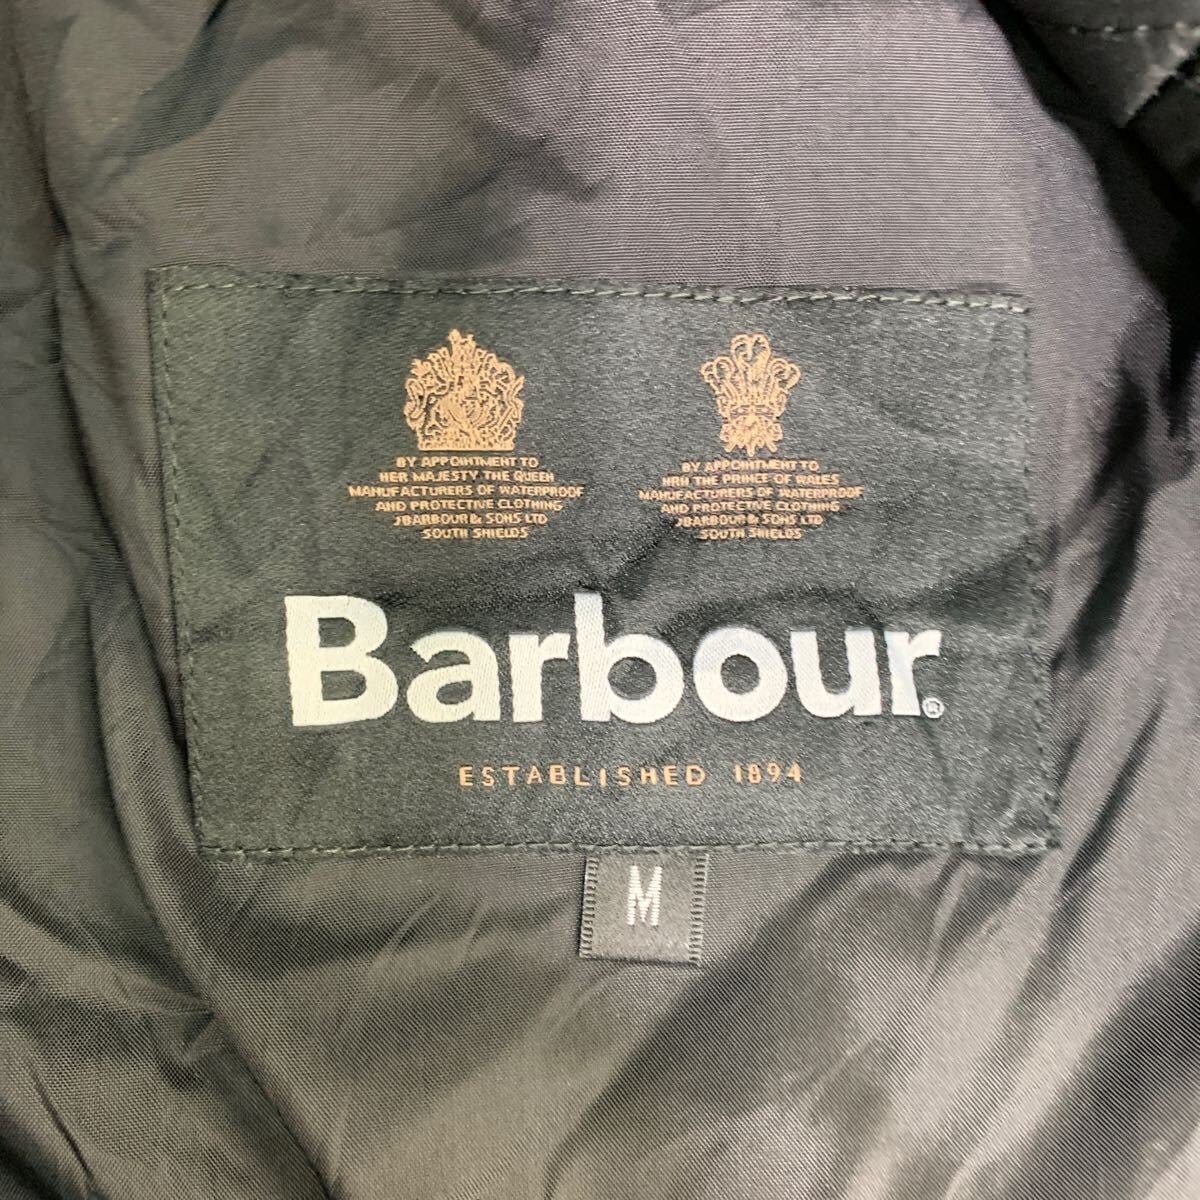 BY APPOINTMENT TO
HER MAJESTY THE QUEEN
MANUFACTURERS OF WATERPROOF
AND PROTECTIVE CLOTHING
J BARBOUR & SONS LTD
SOUTH SHIELDS
BY APPOINTMENT TO
HRH THE PRINCE OF WALES
MANUFACTURERS OF WATERPROOF
AND PROTECTIVE CLOTHING
J BARBOUR & SONS LTD
SOUTH SHIELDS
Barbour®
ESTABLISHED 1894
M